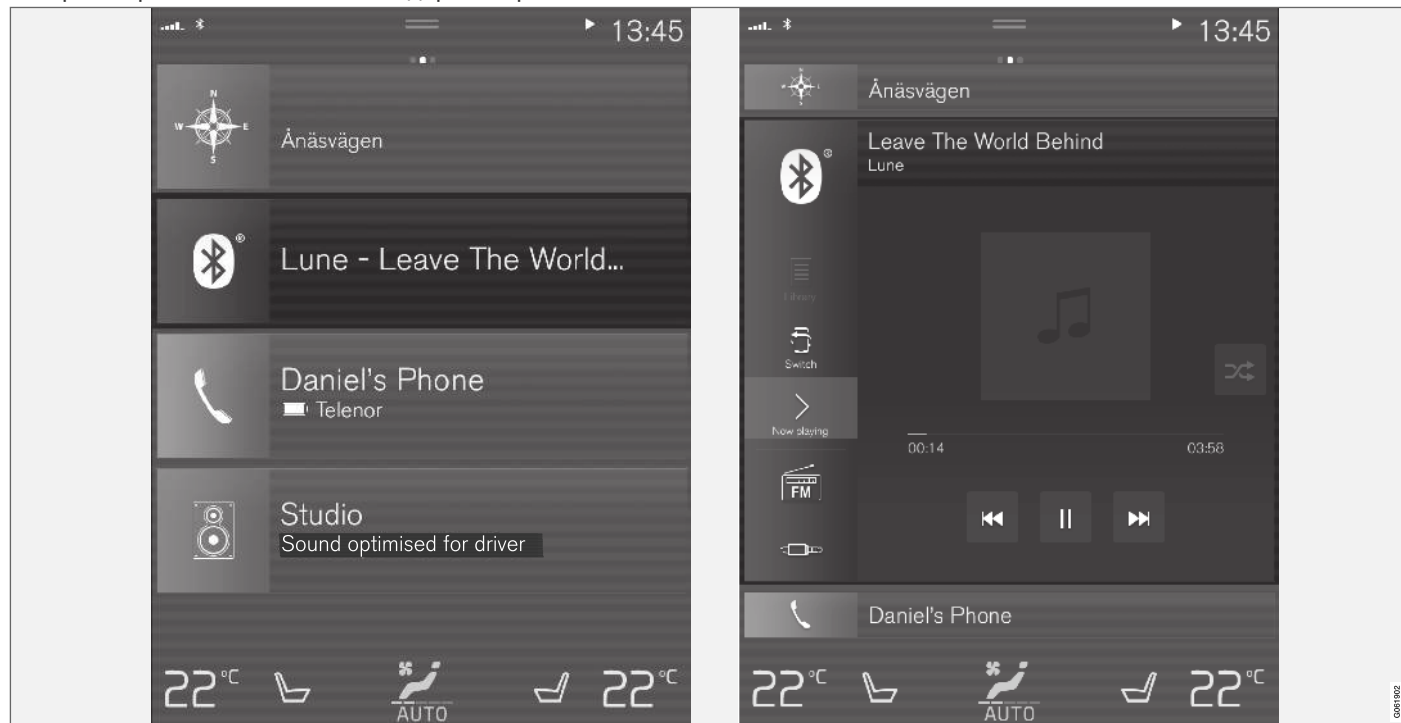 13:45
N
W E
S
Ånäsvägen
®
Lune - Leave The World...
Daniel's Phone
Telenor
Studio
Sound optimised for driver
22°C
AUTO
22°C
13:45
Ånäsvägen
®
Leave The World Behind
Lune
Library
Switch
Now playing
00:14
03:58
FM
Daniel's Phone
22°C
AUTO
22°C
G061902